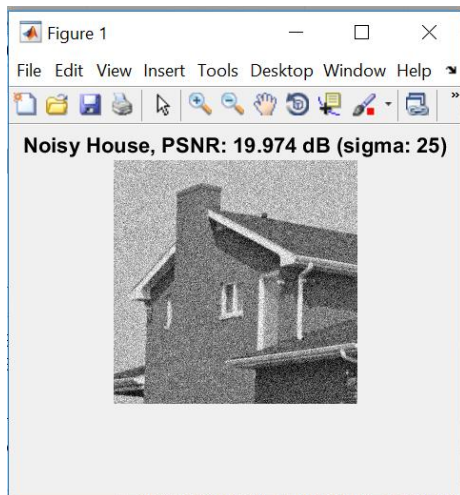 Figure 1
File Edit View Insert Tools Desktop Window Help
Noisy House, PSNR: 19.974 dB (sigma: 25)